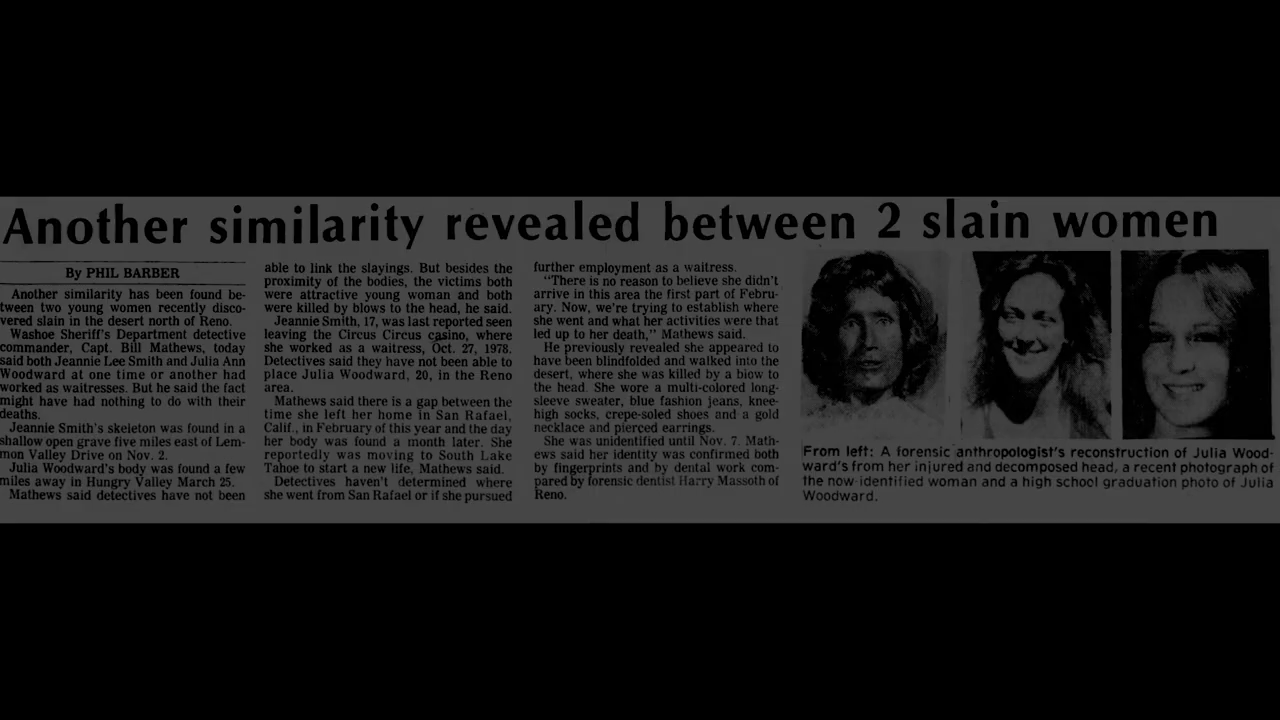 Another similarity revealed between 2 slain women
By PHIL BARBER
Another similarity has been found be-
tween two young women recently disco-
vered slain in the desert north of Reno.
Washoe Sheriff's Department detective
commander, Capt. Bill Mathews, today
said both Jeannie Lee Smith and Julia Ann
Woodward at one time or another had
worked as waitresses. But he said the fact
might have had nothing to do with their
deaths.
Jeannie Smith's skeleton was found in a
shallow open grave five miles east of Lem-
mon Valley Drive on Nov. 2.
Julia Woodward's body was found a few
miles away in Hungry Valley March 25.
Mathews said detectives have not been
able to link the slayings. But besides the
proximity of the bodies, the victims both
were attractive young woman and both
were killed by blows to the head, he said.
Jeannie Smith, 17, was last reported seen
leaving the Circus Circus casino, where
she worked as a waitress, Oct. 27, 1978.
Detectives said they have not been able to
place Julia Woodward, 20, in the Reno
area.
Mathews said there is a gap between the
time she left her home in San Rafael,
Calif., in February of this year and the day
her body was found a month later. She
reportedly was moving to South Lake
Tahoe to start a new life, Mathews said.
Detectives haven't determined where
she went from San Rafael or if she pursued
further employment as a waitress.
"There is no reason to believe she didn't
arrive in this area the first part of Febru-
ary. Now, we're trying to establish where
she went and what her activities were that
led up to her death," Mathews said.
He previously revealed she appeared to
have been blindfolded and walked into the
desert, where she was killed by a blow to
the head. She wore a multi-colored long-
sleeve sweater, blue fashion jeans, knee-
high socks, crepe-soled shoes and a gold
necklace and pierced earrings.
She was unidentified until Nov. 7. Math-
ews said her identity was confirmed both
by fingerprints and by dental work com-
pared by forensic dentist Harry Massoth of
Reno.
From left: A forensic anthropologist's reconstruction of Julia Wood-
ward's from her injured and decomposed head, a recent photograph of
the now-identified woman and a high school graduation photo of Julia
Woodward.